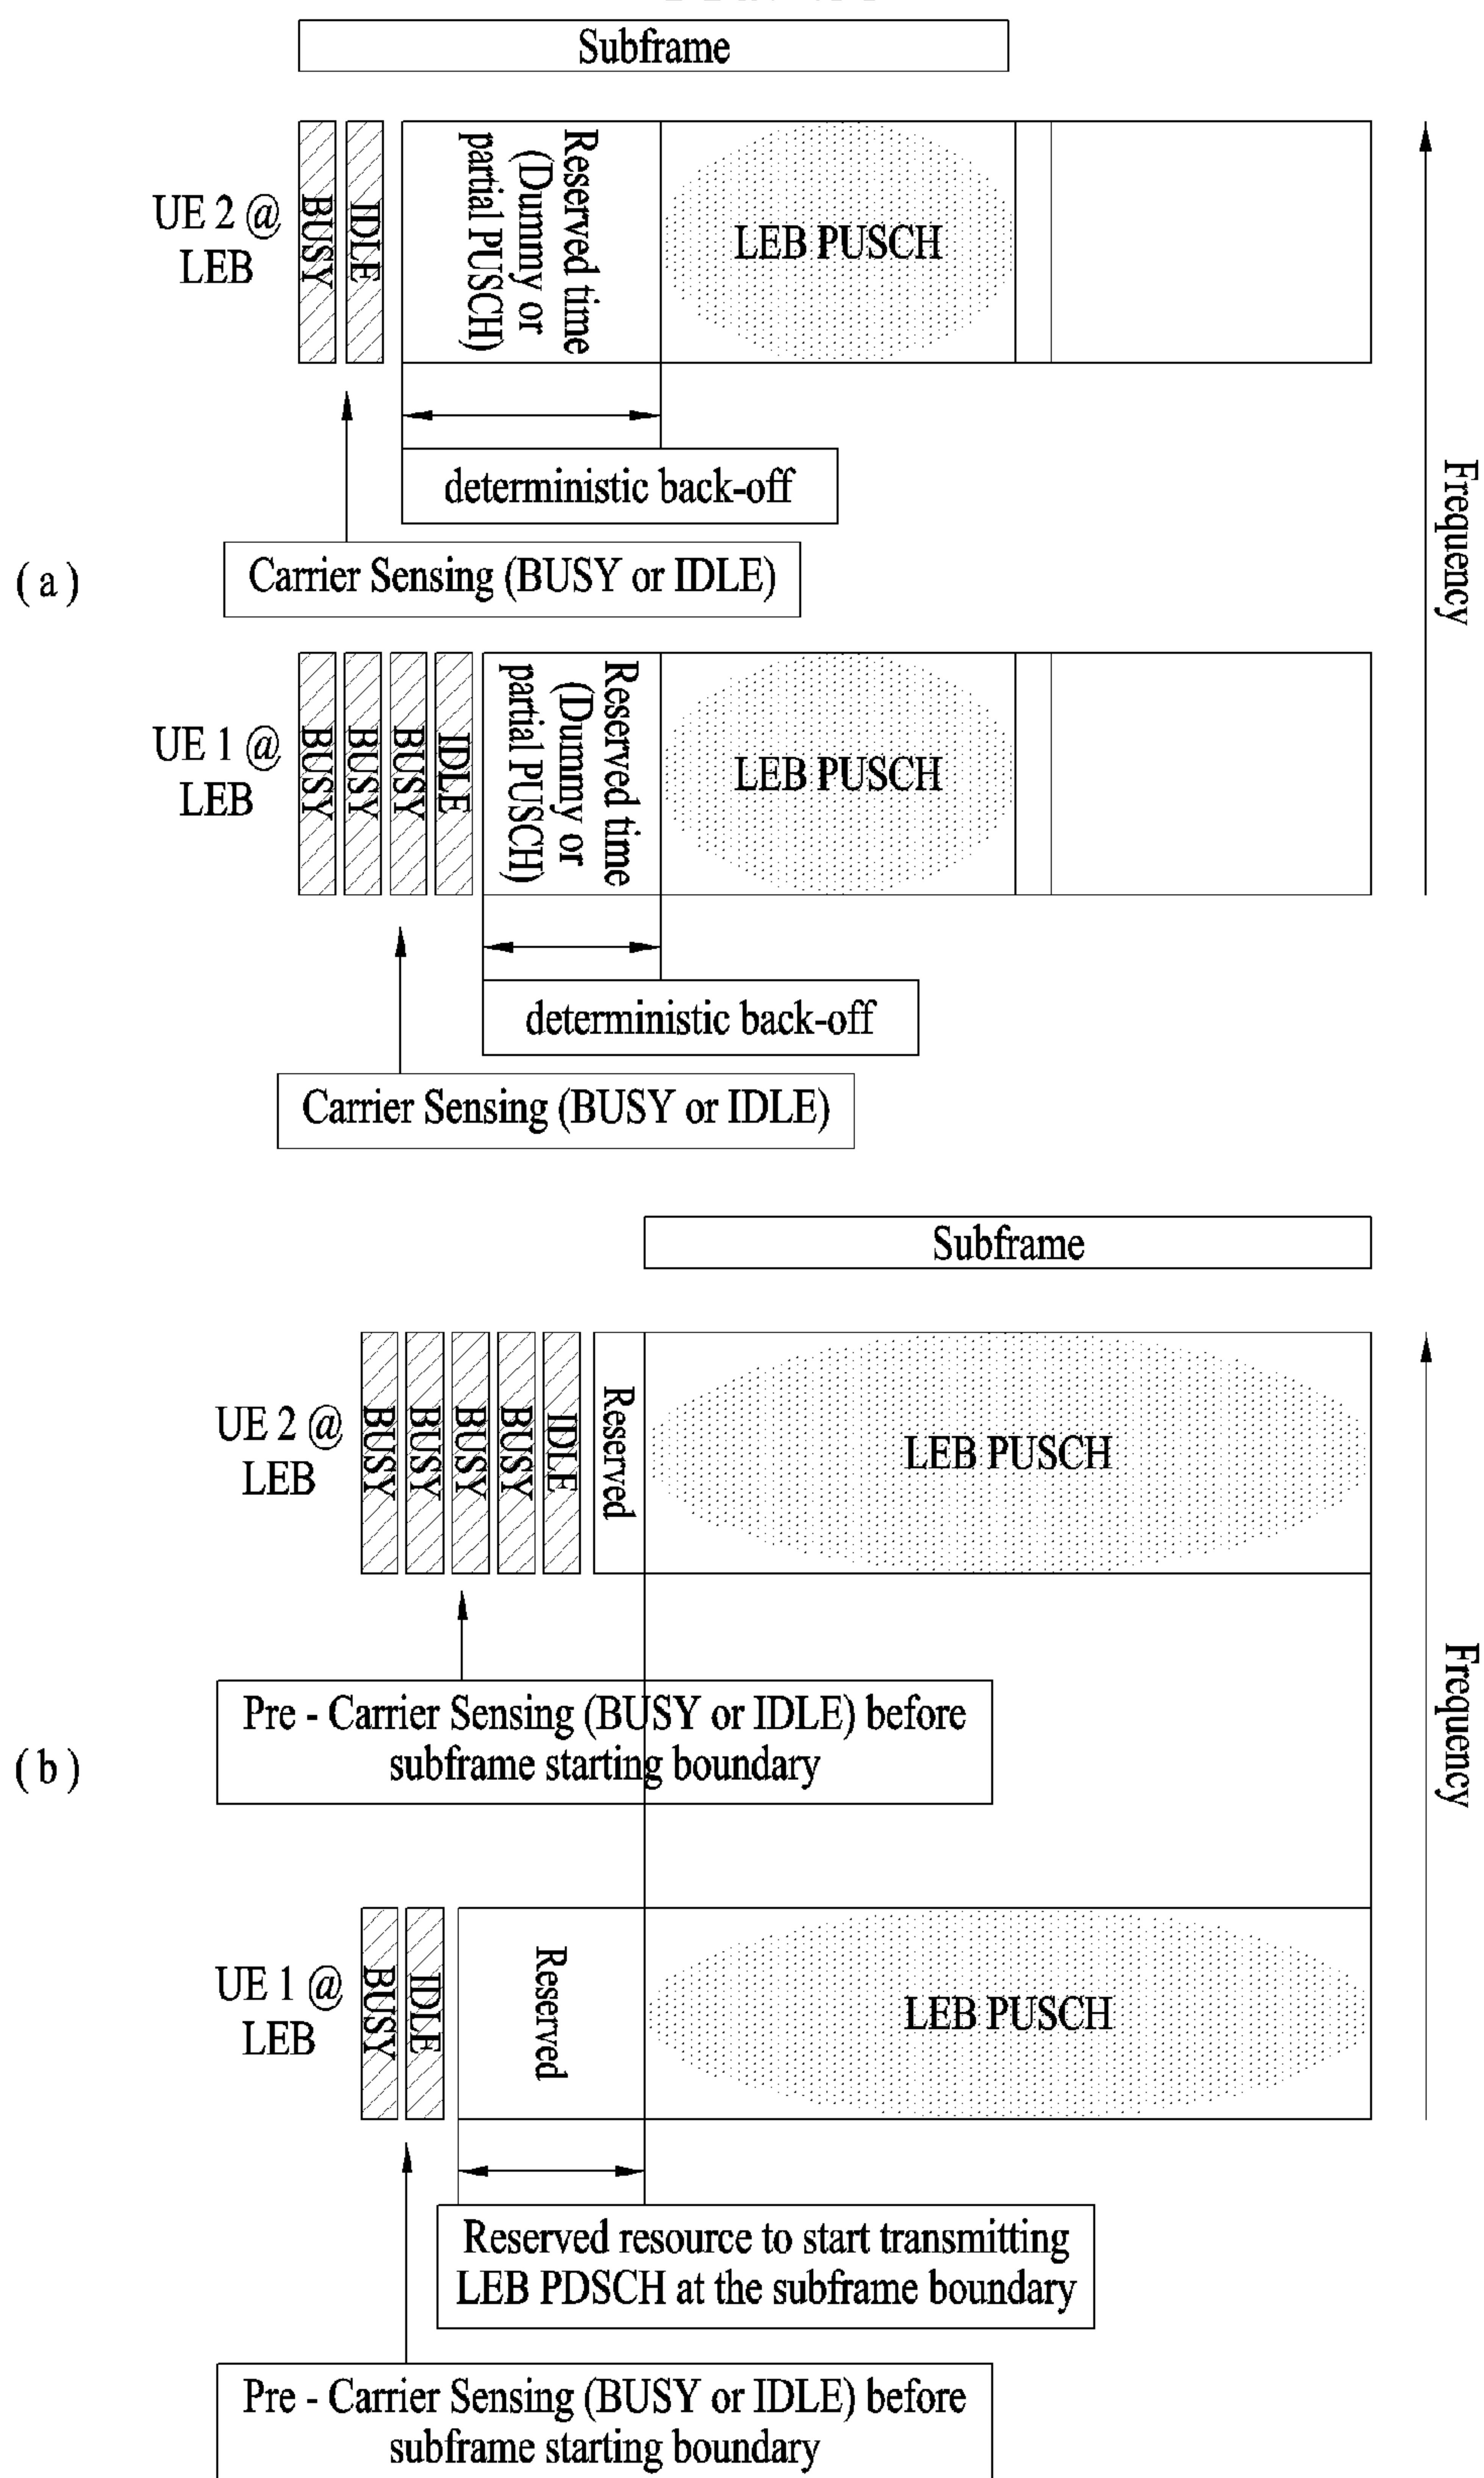 Subframe
UE 2 @
LEB
BUSY
IDLE
Reserved time
(Dummy or
partial PUSCH)
LEB PUSCH
deterministic back-off
Carrier Sensing (BUSY or IDLE)
(a)
UE 1 @
LEB
BUSY
BUSY
BUSY
IDLE
Reserved time
(Dummy or
partial PUSCH)
LEB PUSCH
deterministic back-off
Carrier Sensing (BUSY or IDLE)
Frequency
Subframe
UE 2 @
LEB
BUSY
BUSY
BUSY
BUSY
IDLE
Reserved
LEB PUSCH
Pre - Carrier Sensing (BUSY or IDLE) before
subframe starting boundary
(b)
UE 1 @
LEB
BUSY
IDLE
Reserved
LEB PUSCH
Reserved resource to start transmitting
LEB PDSCH at the subframe boundary
Pre - Carrier Sensing (BUSY or IDLE) before
subframe starting boundary
Frequency